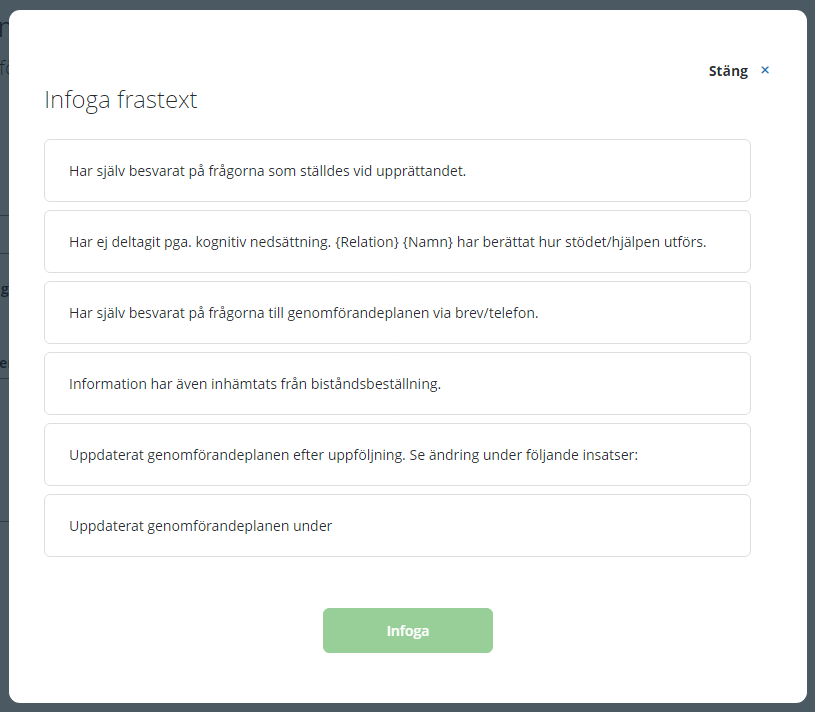 Stäng ×
Infoga frastext
Har själv besvarat på frågorna som ställdes vid upprättandet.
Har ej deltagit pga. kognitiv nedsättning. {Relation} {Namn} har berättat hur stödet/hjälpen utförs.
Har själv besvarat på frågorna till genomförandeplanen via brev/telefon.
Information har även inhämtats från biståndsbeställning.
Uppdaterat genomförandeplanen efter uppföljning. Se ändring under följande insatser:
Uppdaterat genomförandeplanen under
Infoga